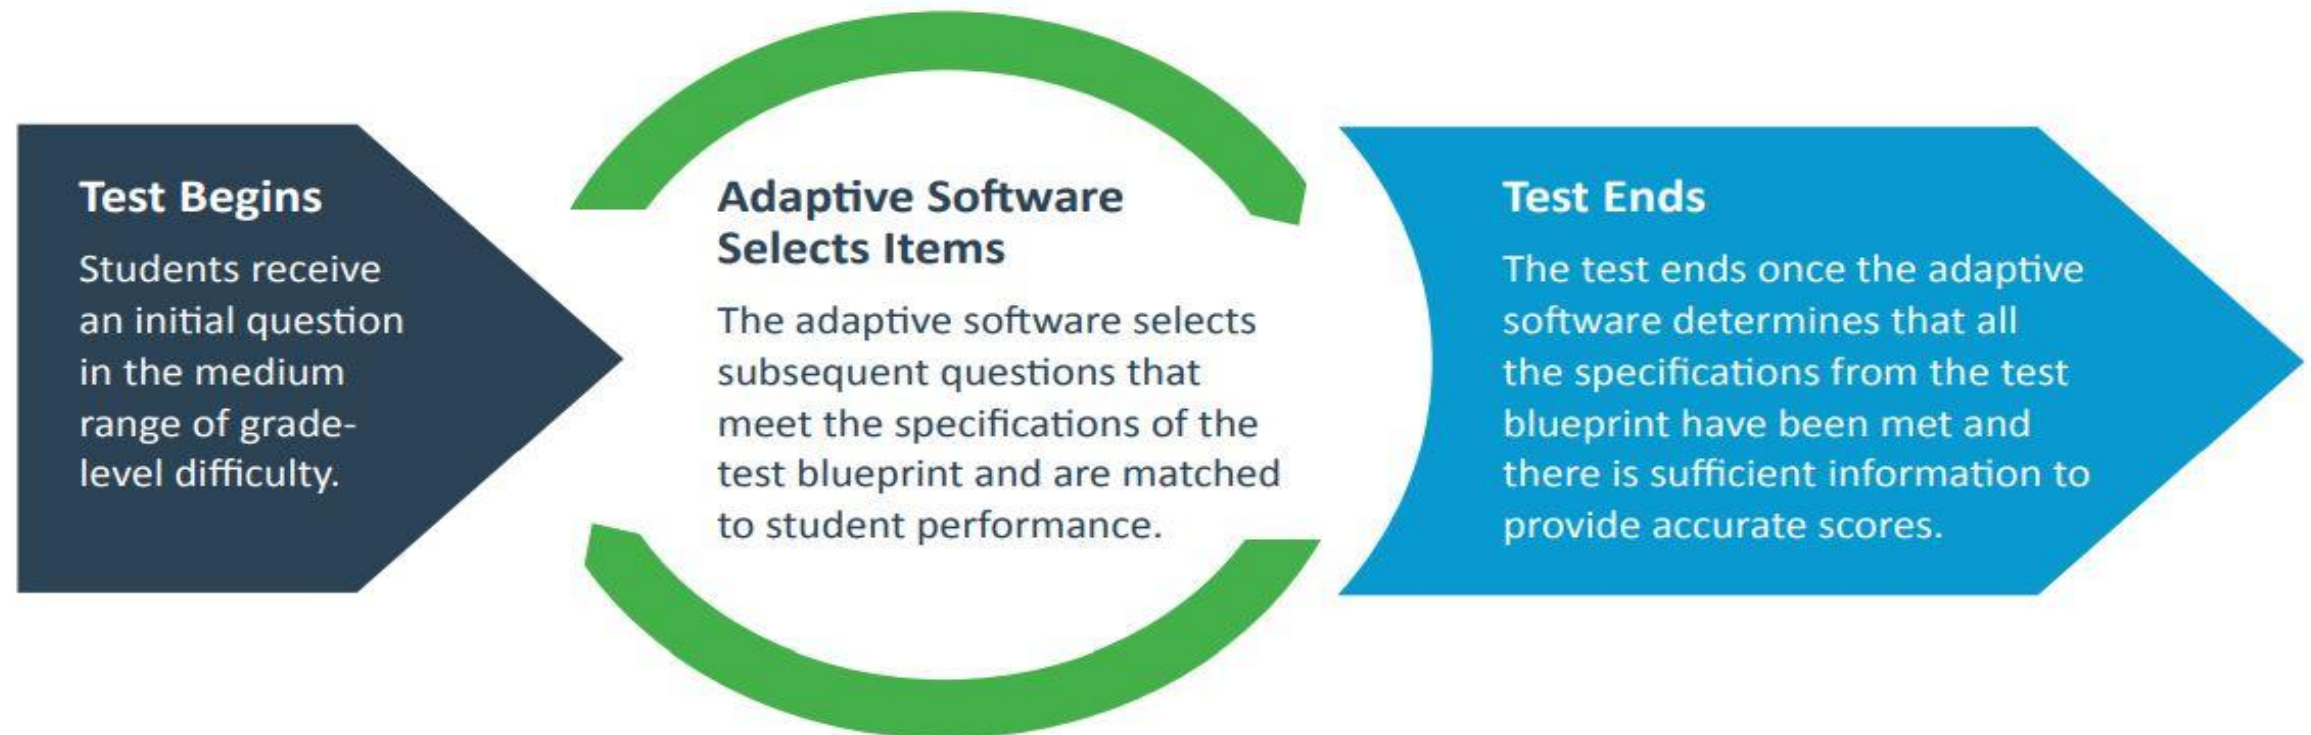 Test Begins
Students receive
an initial question
in the medium
range of grade-
level difficulty.
Adaptive Software
Selects Items
The adaptive software selects
subsequent questions that
meet the specifications of the
test blueprint and are matched
to student performance.
Test Ends
The test ends once the adaptive
software determines that all
the specifications from the test
blueprint have been met and
there is sufficient information to
provide accurate scores.